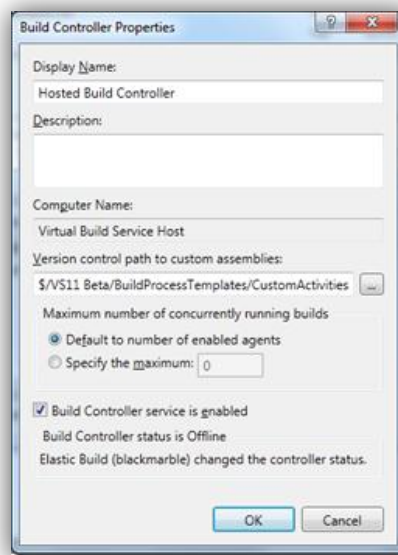 Build Controller Properties
Display Name:
Hosted Build Controller
Description:
Computer Name:
Virtual Build Service Host
Version control path to custom assemblies:
$/VS11 Beta/BuildProcessTemplates/CustomActivities
...
Maximum number of concurrently running builds
Default to number of enabled agents
Specify the maximum: 0
Build Controller service is enabled
Build Controller status is Offline
Elastic Build (blackmarble) changed the controller status.
OK Cancel